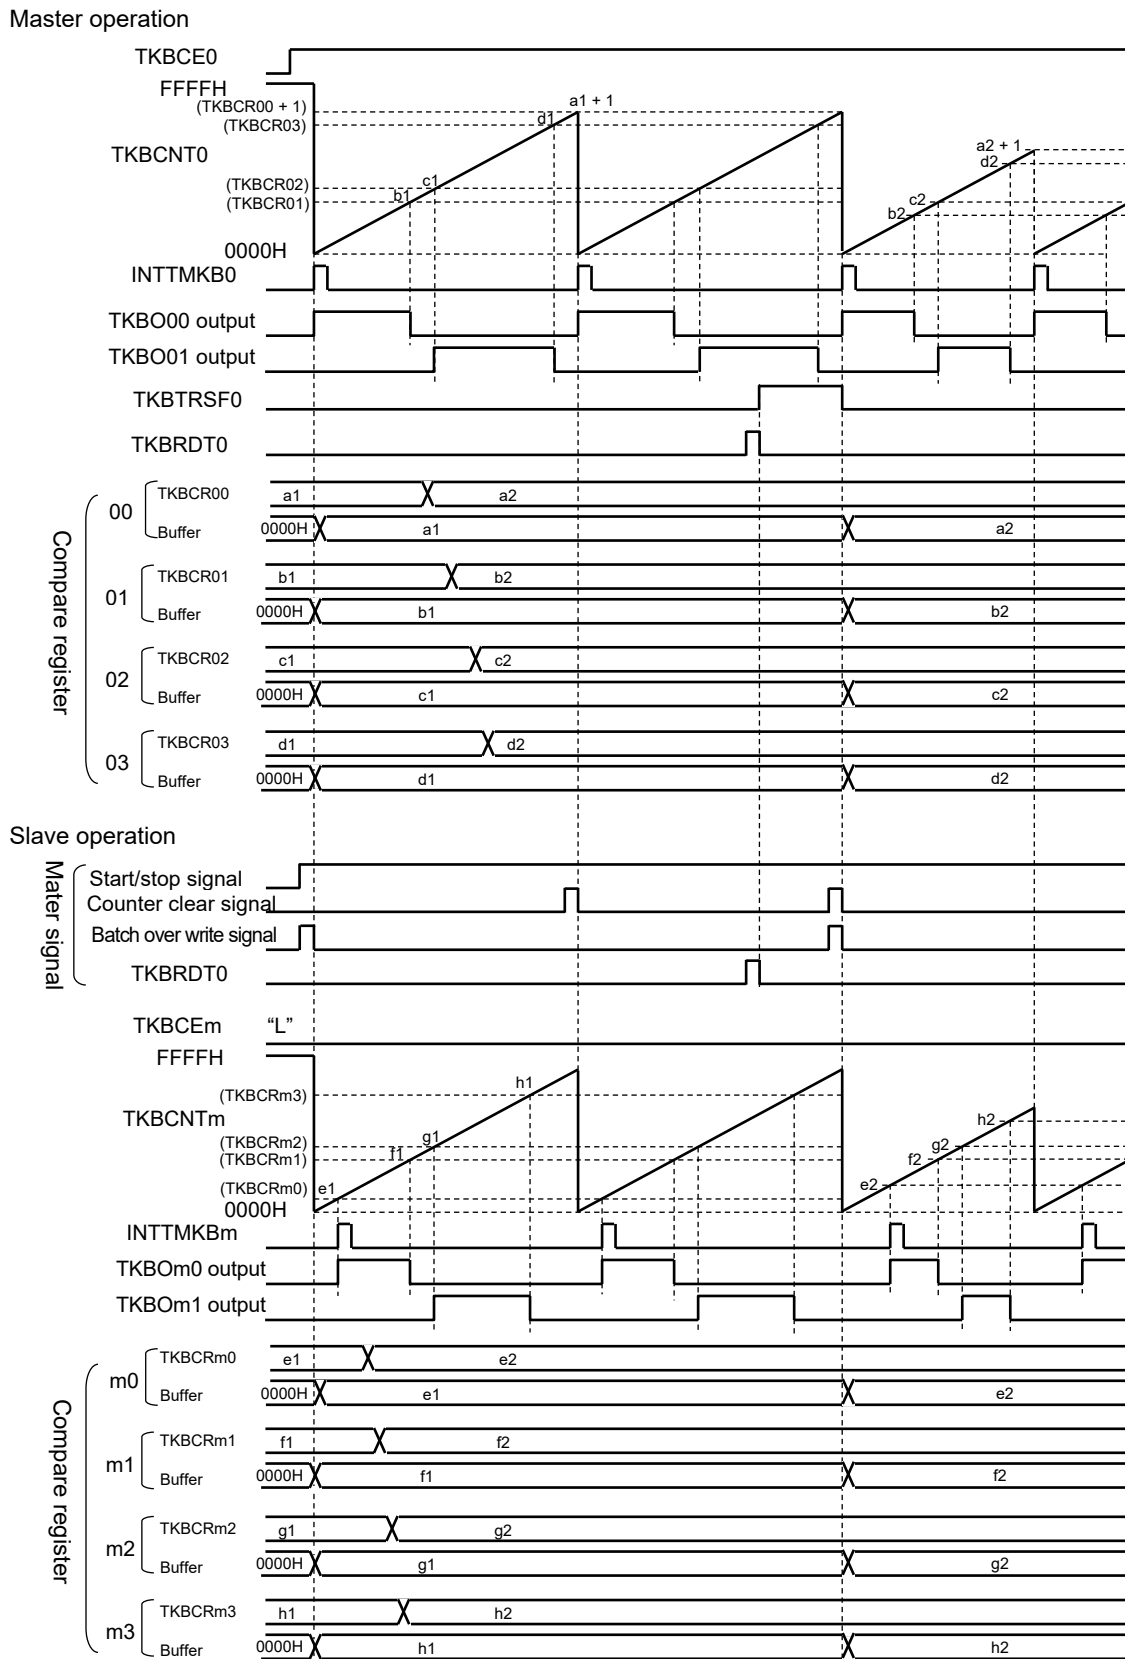 Master operation
TKBCE0
FFFFH
(TKBCR00 + 1)
a1 + 1
(TKBCR03)
d1
a2 + 1
TKBCNT0
d2
(TKBCR02)
c1
(TKBCR01)
b1
c2
b2
0000H
INTTMKB0
TKBO00 output
TKBO01 output
TKBTRSF0
TKBRDT0
Compare register
00
TKBCR00
a1
a2
Buffer
0000H
a1
a2
01
TKBCR01
b1
b2
Buffer
0000H
b1
b2
02
TKBCR02
c1
c2
Buffer
0000H
c1
c2
03
TKBCR03
d1
d2
Buffer
0000H
d1
d2
Slave operation
Mater signal
Start/stop signal
Counter clear signal
Batch over write signal
TKBRDT0
TKBCEm
“L”
FFFFH
h1
(TKBCRm3)
TKBCNTm
h2
(TKBCRm2)
g1
g2
(TKBCRm1)
f1
f2
(TKBCRm0)
e1
e2
0000H
INTTMKBm
TKBOm0 output
TKBOm1 output
Compare register
m0
TKBCRm0
e1
e2
Buffer
0000H
e1
e2
m1
TKBCRm1
f1
f2
Buffer
0000H
f1
f2
m2
TKBCRm2
g1
g2
Buffer
0000H
g1
g2
m3
TKBCRm3
h1
h2
Buffer
0000H
h1
h2